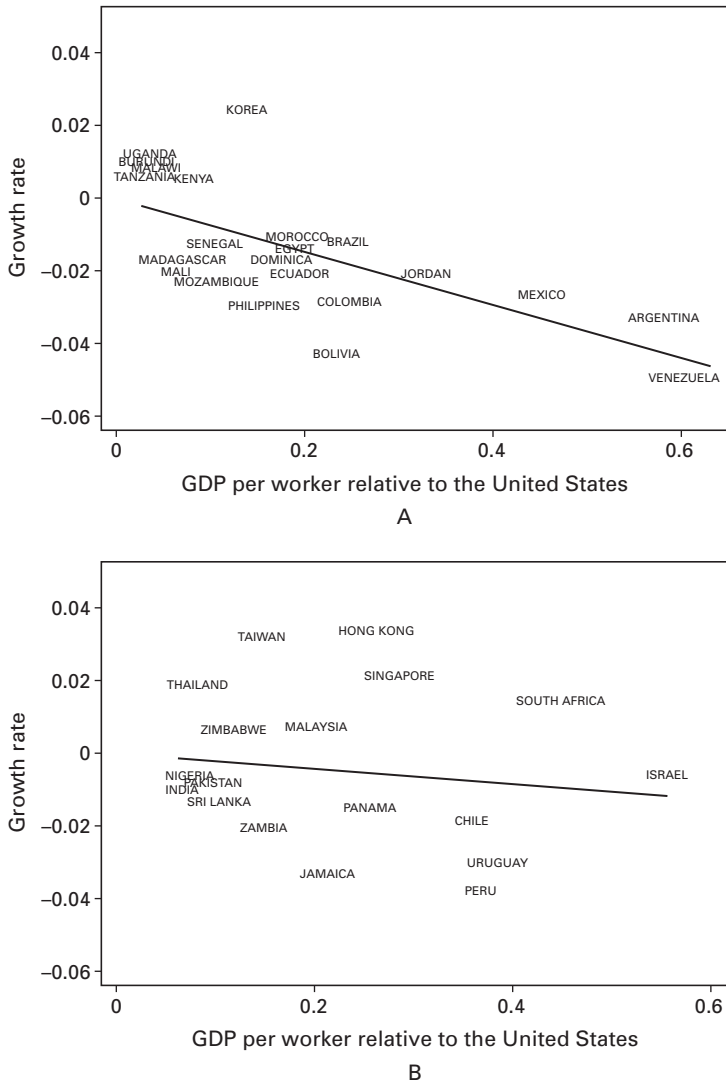 0.04
KOREA
0.02
UGANDA
BURUNDI
MALAWI
TANZANIA KENYA
0
MOROCCO
SENEGAL BRAZIL
EGYPT
MADAGASCAR DOMINICA
MALI ECUADOR JORDAN
–0.02
MOZAMBIQUE
MEXICO
PHILIPPINES COLOMBIA
ARGENTINA
–0.04
BOLIVIA
VENEZUELA
–0.06
Growth rate
0 0.2 0.4 0.6
GDP per worker relative to the United States
A
0.04
HONG KONG
TAIWAN
SINGAPORE
0.02
THAILAND
SOUTH AFRICA
ZIMBABWE MALAYSIA
0
NIGERIA ISRAEL
PAKISTAN
INDiA
SRI LANKA
PANAMA
CHILE
–0.02
ZAMBIA
URUGUAY
JAMAICA
PERU
–0.04
–0.06
Growth rate
0 0.2 0.4 0.6
GDP per worker relative to the United States
B